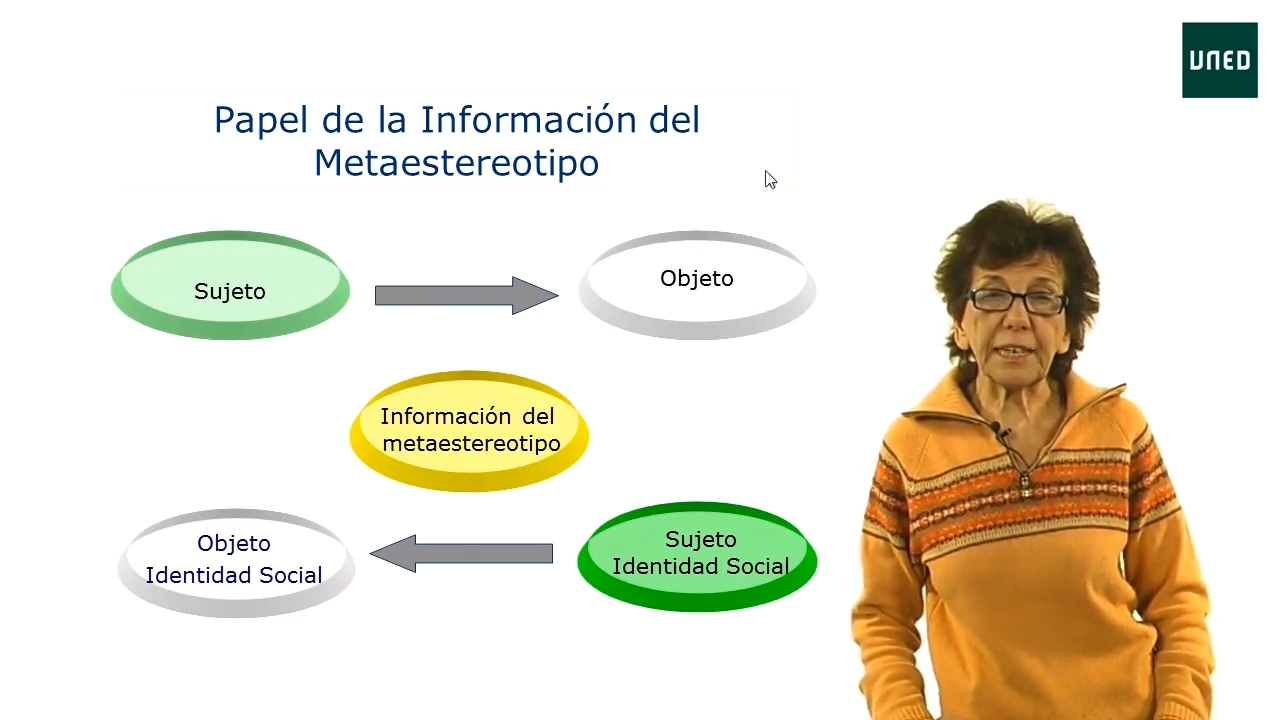 UNED
Papel de la Información del
Metaestereotipo
Sujeto
Objeto
Información del
metaestereotipo
Objeto
Identidad Social
Sujeto
Identidad Social